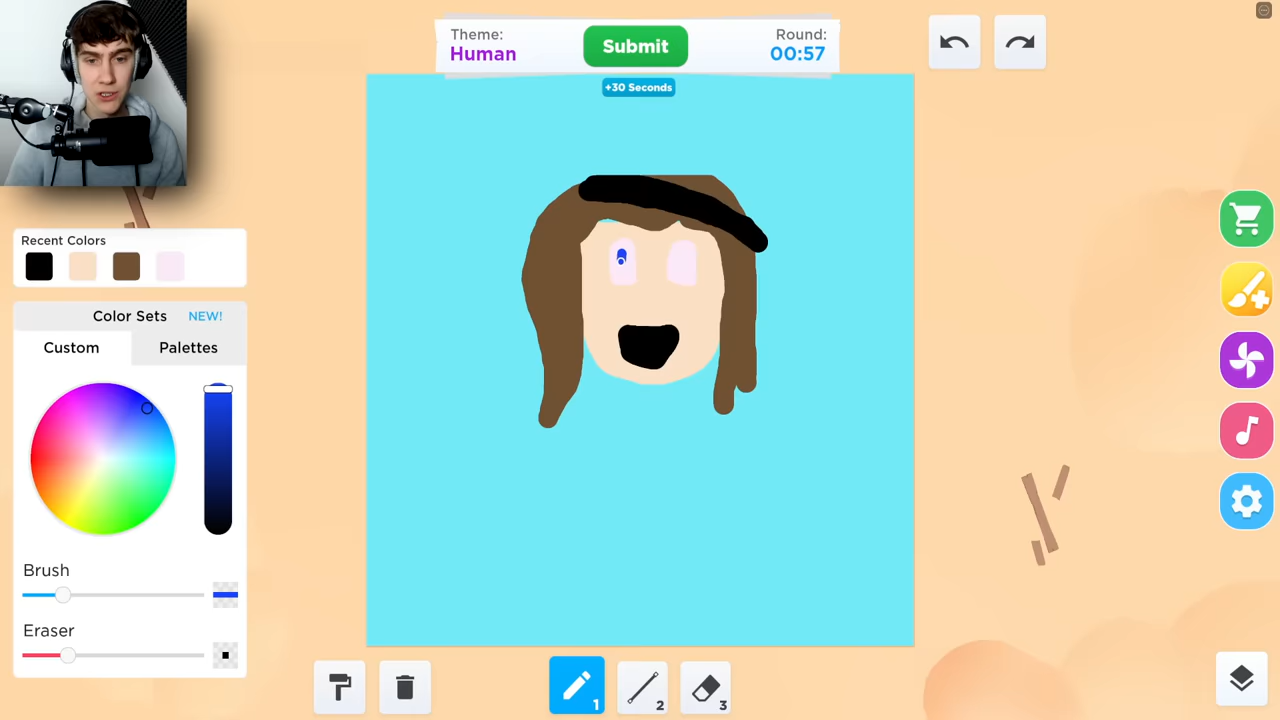 Theme:
Human
Submit
Round:
00:57
+30 Seconds
Recent Colors
Color Sets NEW!
Custom
Palettes
Brush
Eraser
1
2
3